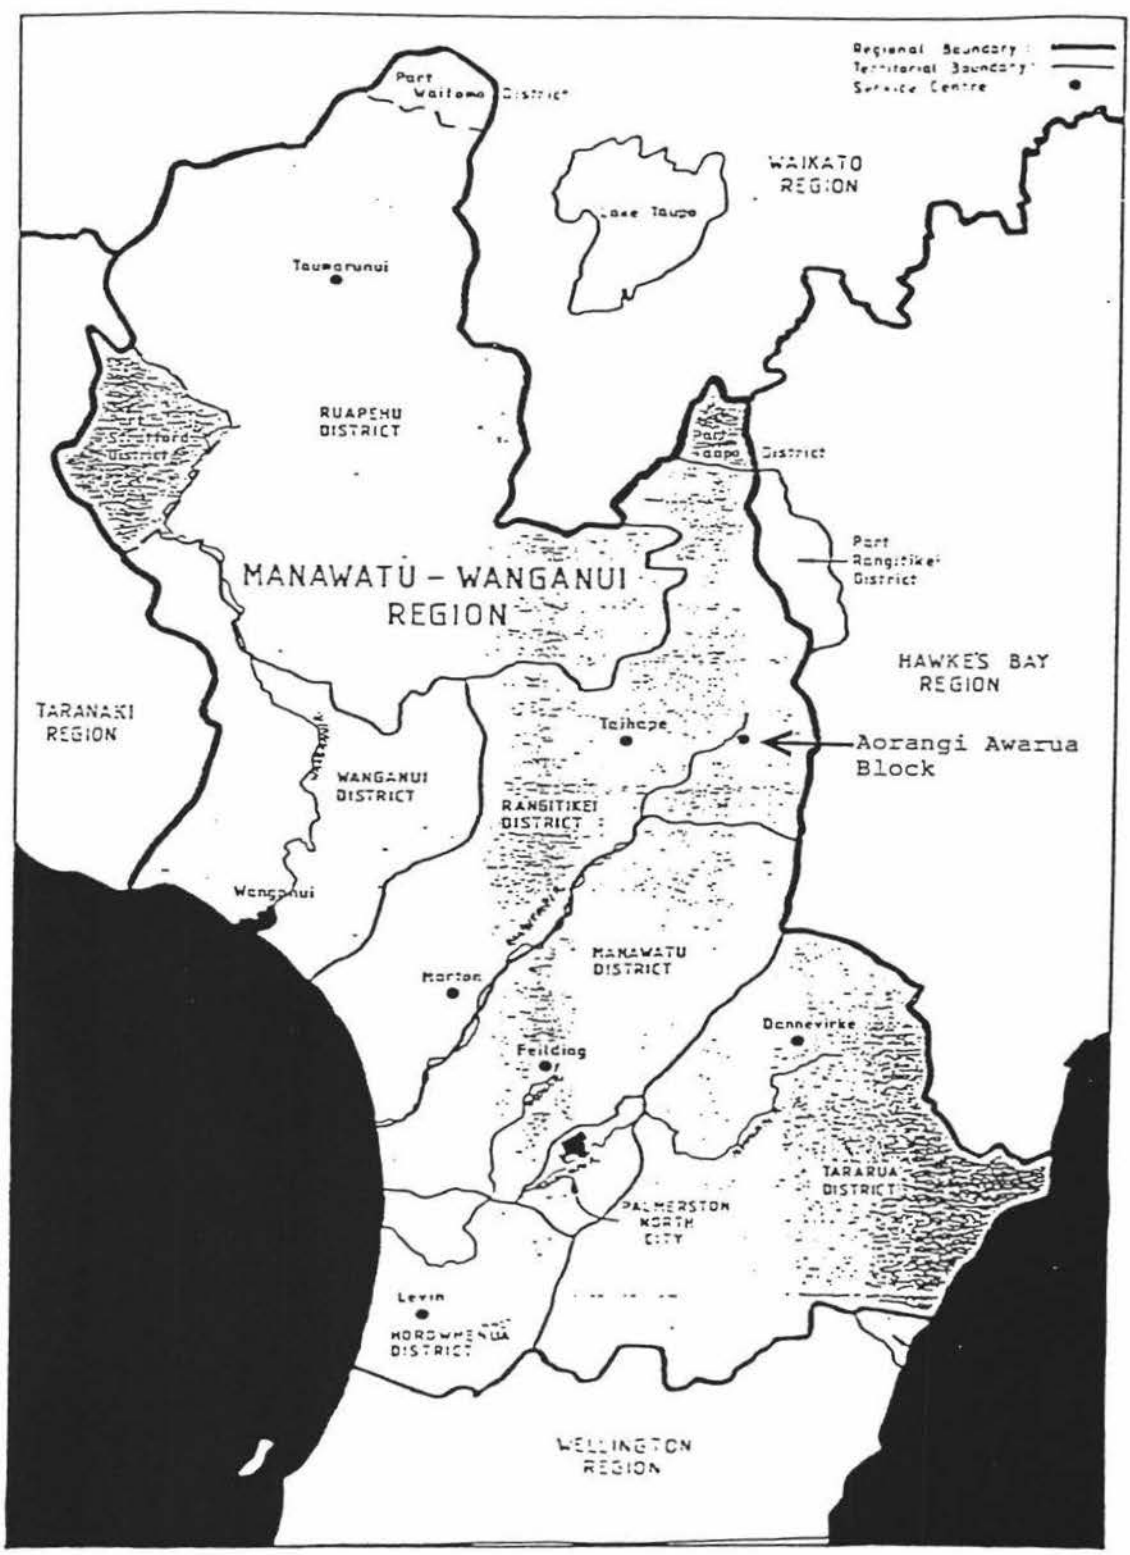 Regional Boundary :
Territorial Boundary :
Service Centre
Part
Waitomo District
WAIKATO
REGION
Lake Taupo
Taumarunui
RUAPEHU
DISTRICT
Stratford
District
Part
Taupo District
Part
Rangitikei
District
MANAWATU – WANGANUI
REGION
HAWKE'S BAY
REGION
TARANAKI
REGION
Taihape
Aorangi Awarua
Block
WANGANUI
DISTRICT
RANGITIKEI
DISTRICT
Wanganui
MANAWATU
DISTRICT
Marton
Dannevirke
Feilding
TARARUA
DISTRICT
PALMERSTON
NORTH
CITY
Levin
HOROWHENUA
DISTRICT
WELLINGTON
REGION